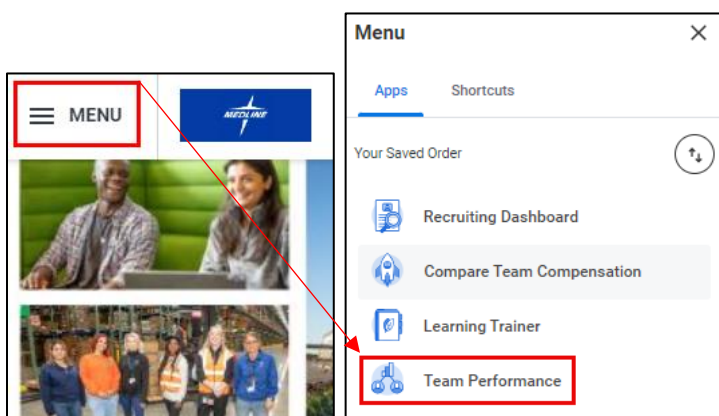 MENU
MEDLINE
Menu
Apps Shortcuts
Your Saved Order
Recruiting Dashboard
Compare Team Compensation
Learning Trainer
Team Performance